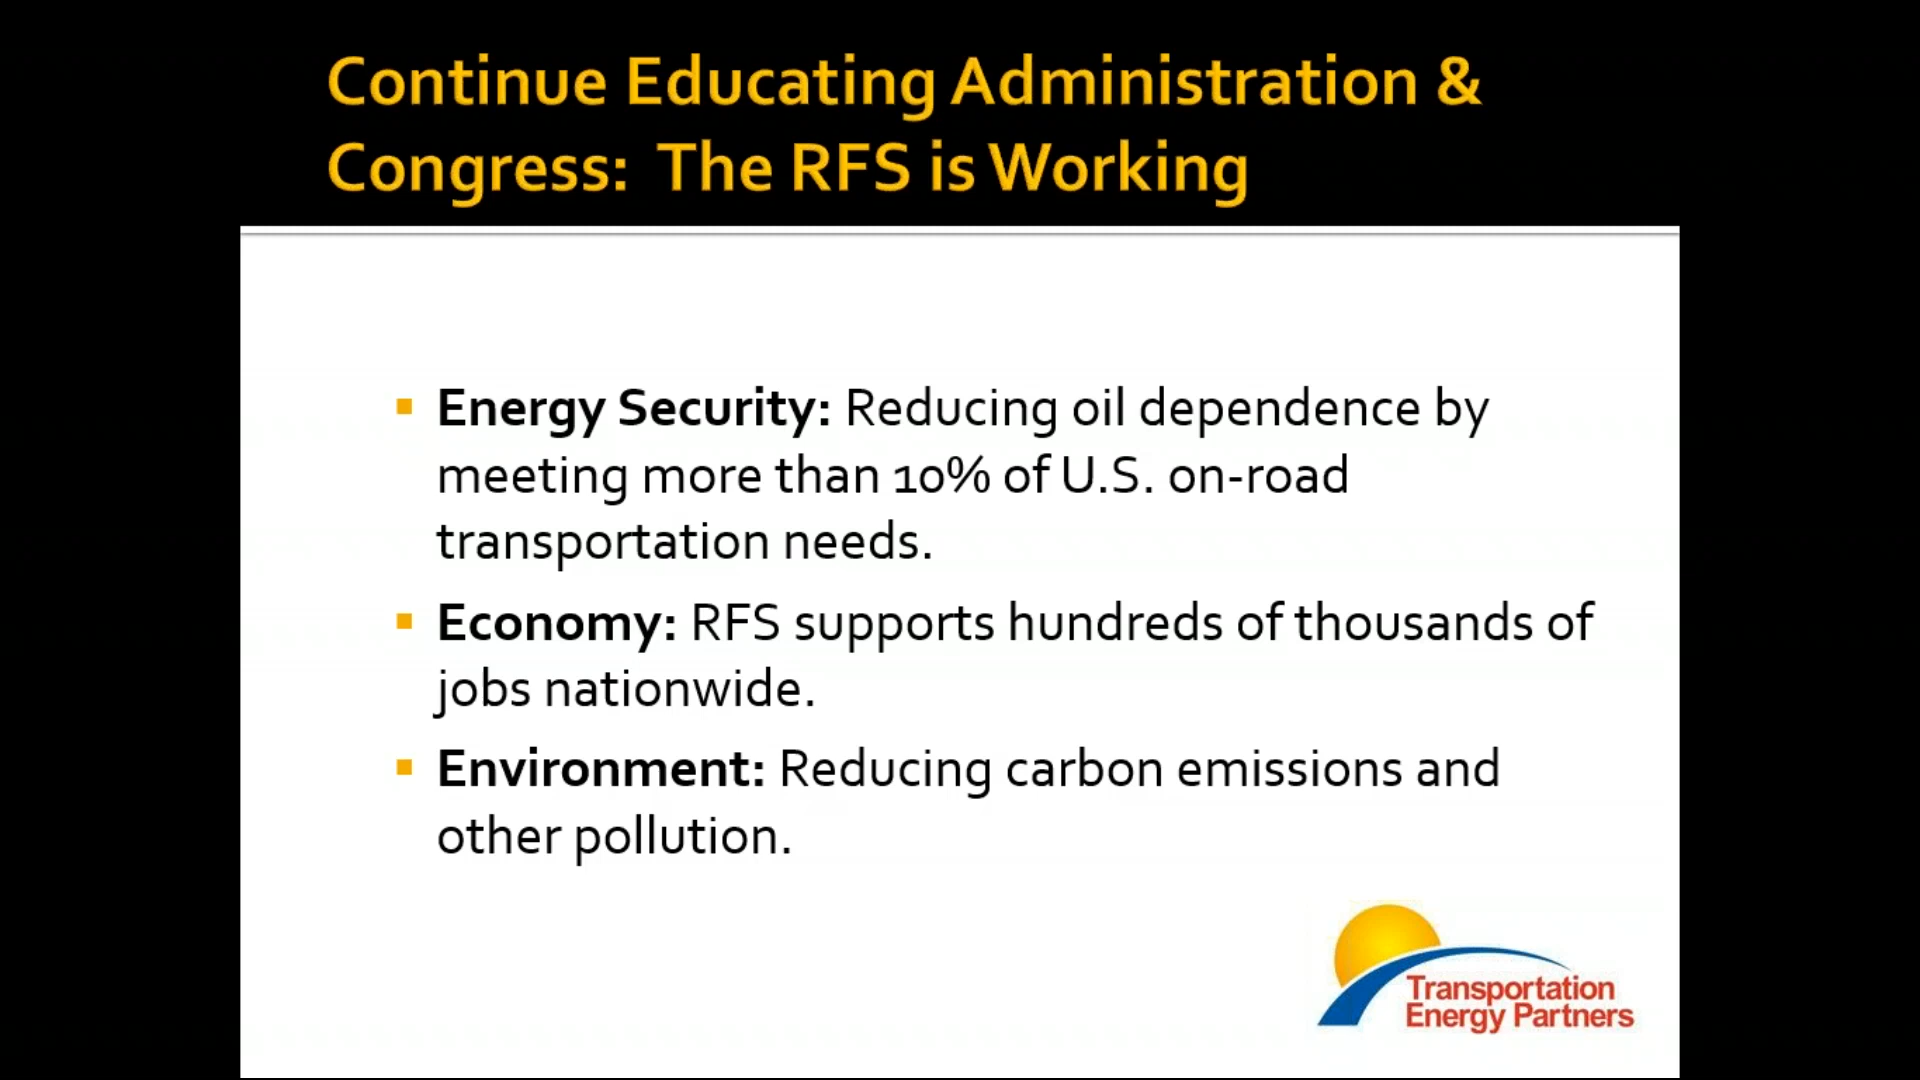 Continue Educating Administration &
Congress:  The RFS is Working
▪ Energy Security: Reducing oil dependence by
meeting more than 10% of U.S. on-road
transportation needs.
▪ Economy: RFS supports hundreds of thousands of
jobs nationwide.
▪ Environment: Reducing carbon emissions and
other pollution.
Transportation
Energy Partners